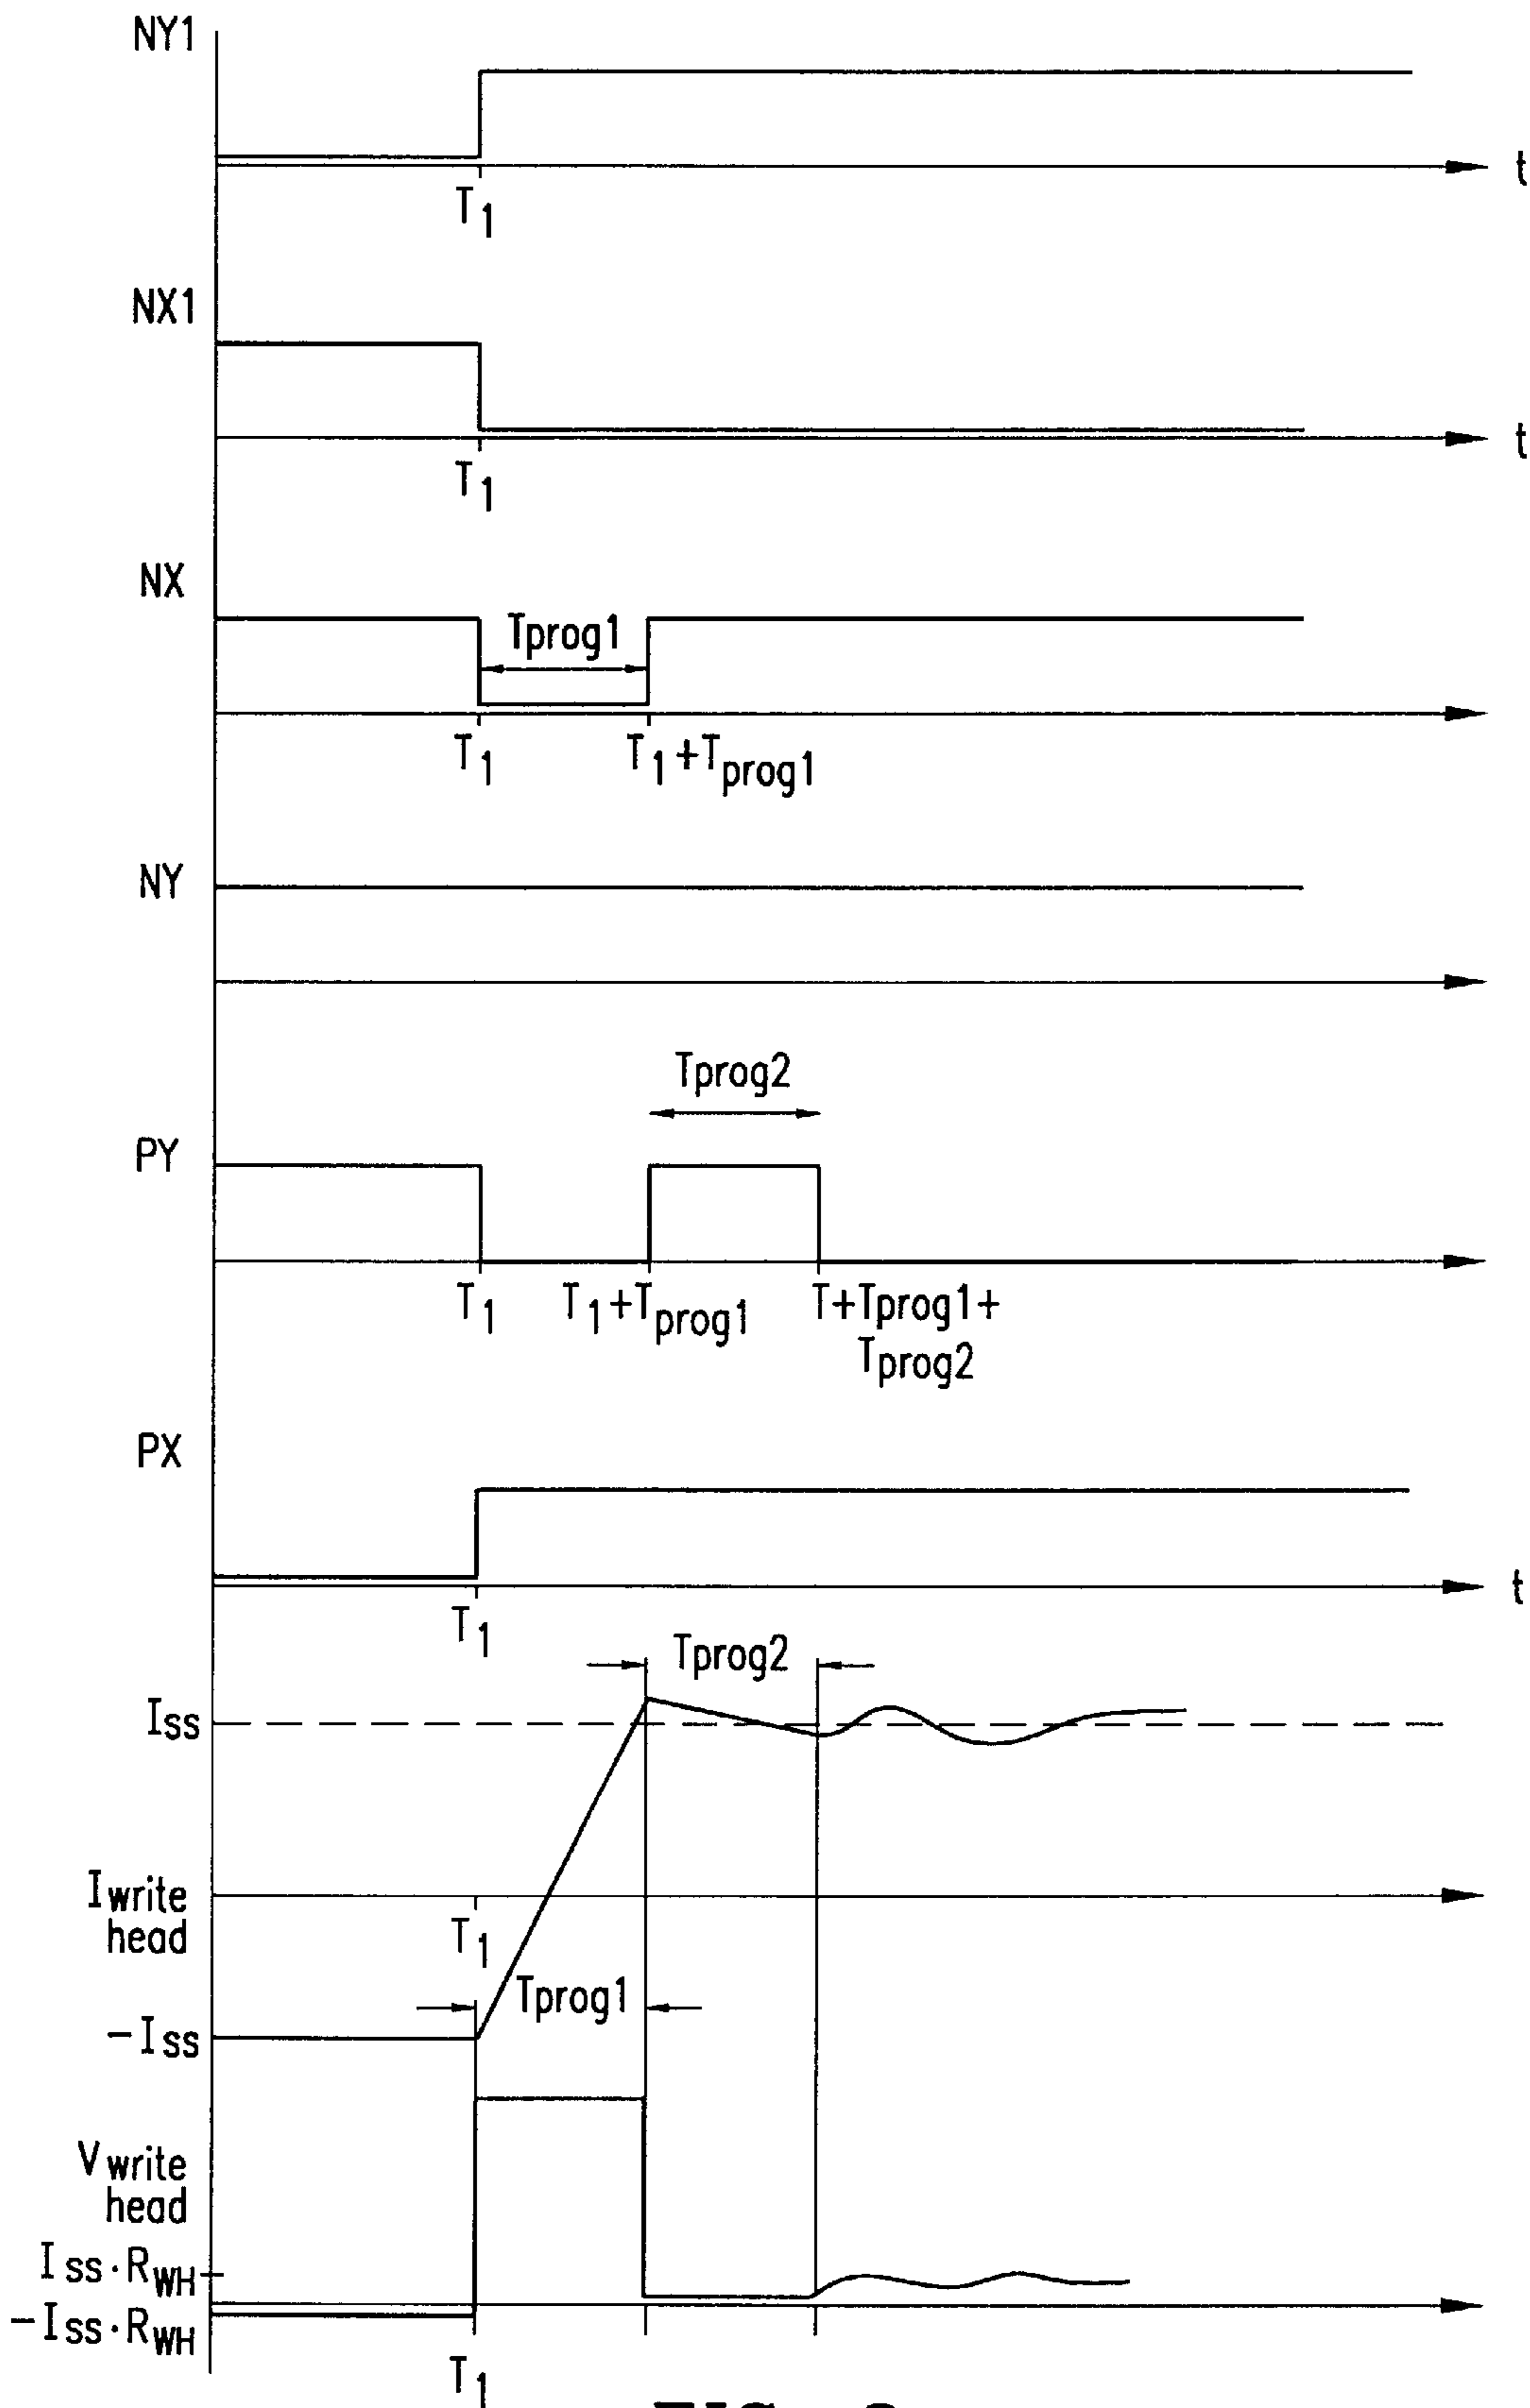 NY1
t
T1
NX1
t
T1
NX
Tprog1
T1
T1+Tprog1
NY
Tprog2
PY
T1
T1+Tprog1
T+Tprog1+
Tprog2
PX
t
T1
Tprog2
Iss
Iwrite
head
T1
Tprog1
-Iss
Vwrite
head
Iss·RWH
-Iss·RWH
T1